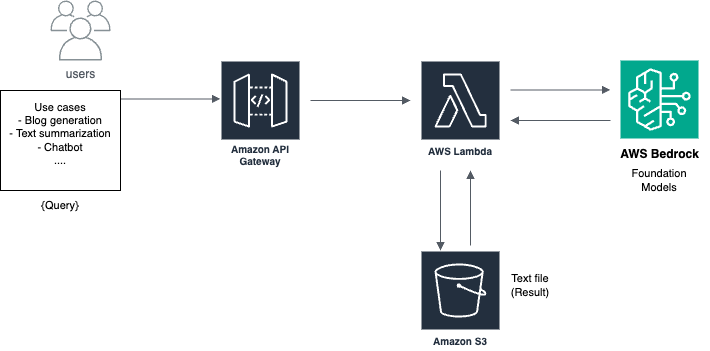 users
Use cases
- Blog generation
- Text summarization
- Chatbot
....
{Query}
Amazon API
Gateway
AWS Lambda
AWS Bedrock
Foundation
Models
Text file
(Result)
Amazon S3